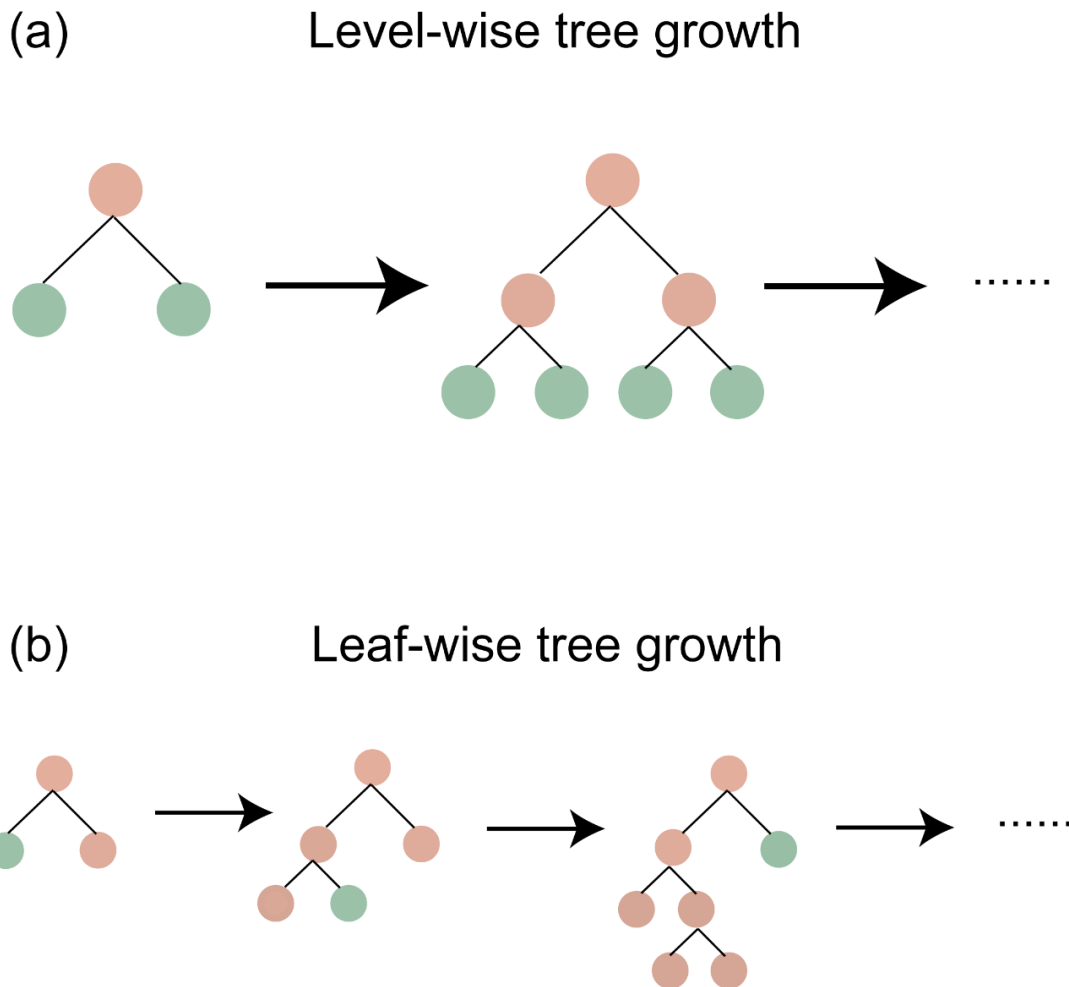 (a) Level-wise tree growth
......
(b) Leaf-wise tree growth
......